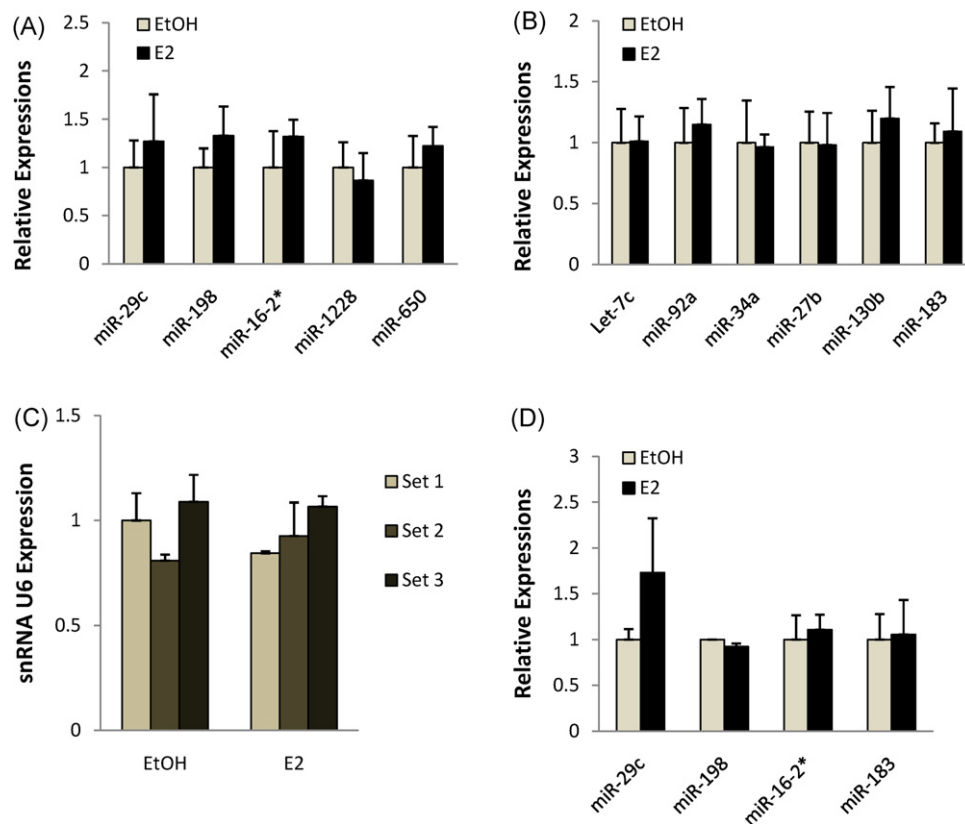 (A)
EtOH
E2
Relative Expressions
2.5
2
1.5
1
0.5
0
miR-29c
miR-198
miR-16-2*
miR-1228
miR-650
(B)
EtOH
E2
Relative Expressions
2
1.5
1
0.5
0
Let-7c
miR-92a
miR-34a
miR-27b
miR-130b
miR-183
(C)
snRNA U6 Expression
1.5
1
0.5
0
EtOH
E2
Set 1
Set 2
Set 3
(D)
EtOH
E2
Relative Expressions
3
2.5
2
1.5
1
0.5
0
miR-29c
miR-198
miR-16-2*
miR-183